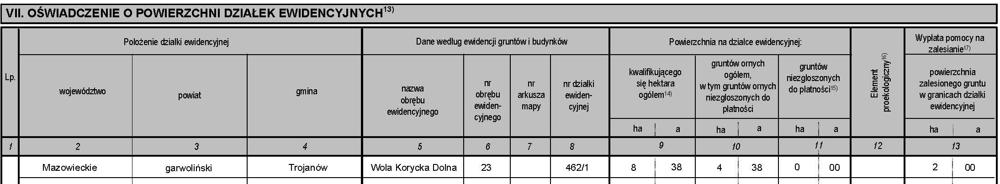 VII. OŚWIADCZENIE O POWIERZCHNI DZIAŁEK EWIDENCYJNYCH13)
Lp.
Położenie działki ewidencyjnej
Dane według ewidencji gruntów i budynków
Powierzchnia na działce ewidencyjnej:
Element
proekologiczny16)
Wypłata pomocy na
zalesianie17)
województwo
powiat
gmina
nazwa
obrębu
ewidencyjnego
nr
obrębu
ewiden-
cyjnego
nr
arkusza
mapy
nr działki
ewiden-
cyjnej
kwalifikującego
się hektara
ogółem14)
gruntów ornych
ogółem,
w tym gruntów ornych
niezgłoszonych do
płatności
gruntów
niezgłoszonych
do płatności15)
powierzchnia
zalesionego gruntu
w granicach działki
ewidencyjnej
ha a ha a ha a ha a
1 2 3 4 5 6 7 8 9 10 11 12 13
Mazowieckie garwoliński Trojanów Wola Korycka Dolna 23 462/1 8 38 4 38 0 00 2 00